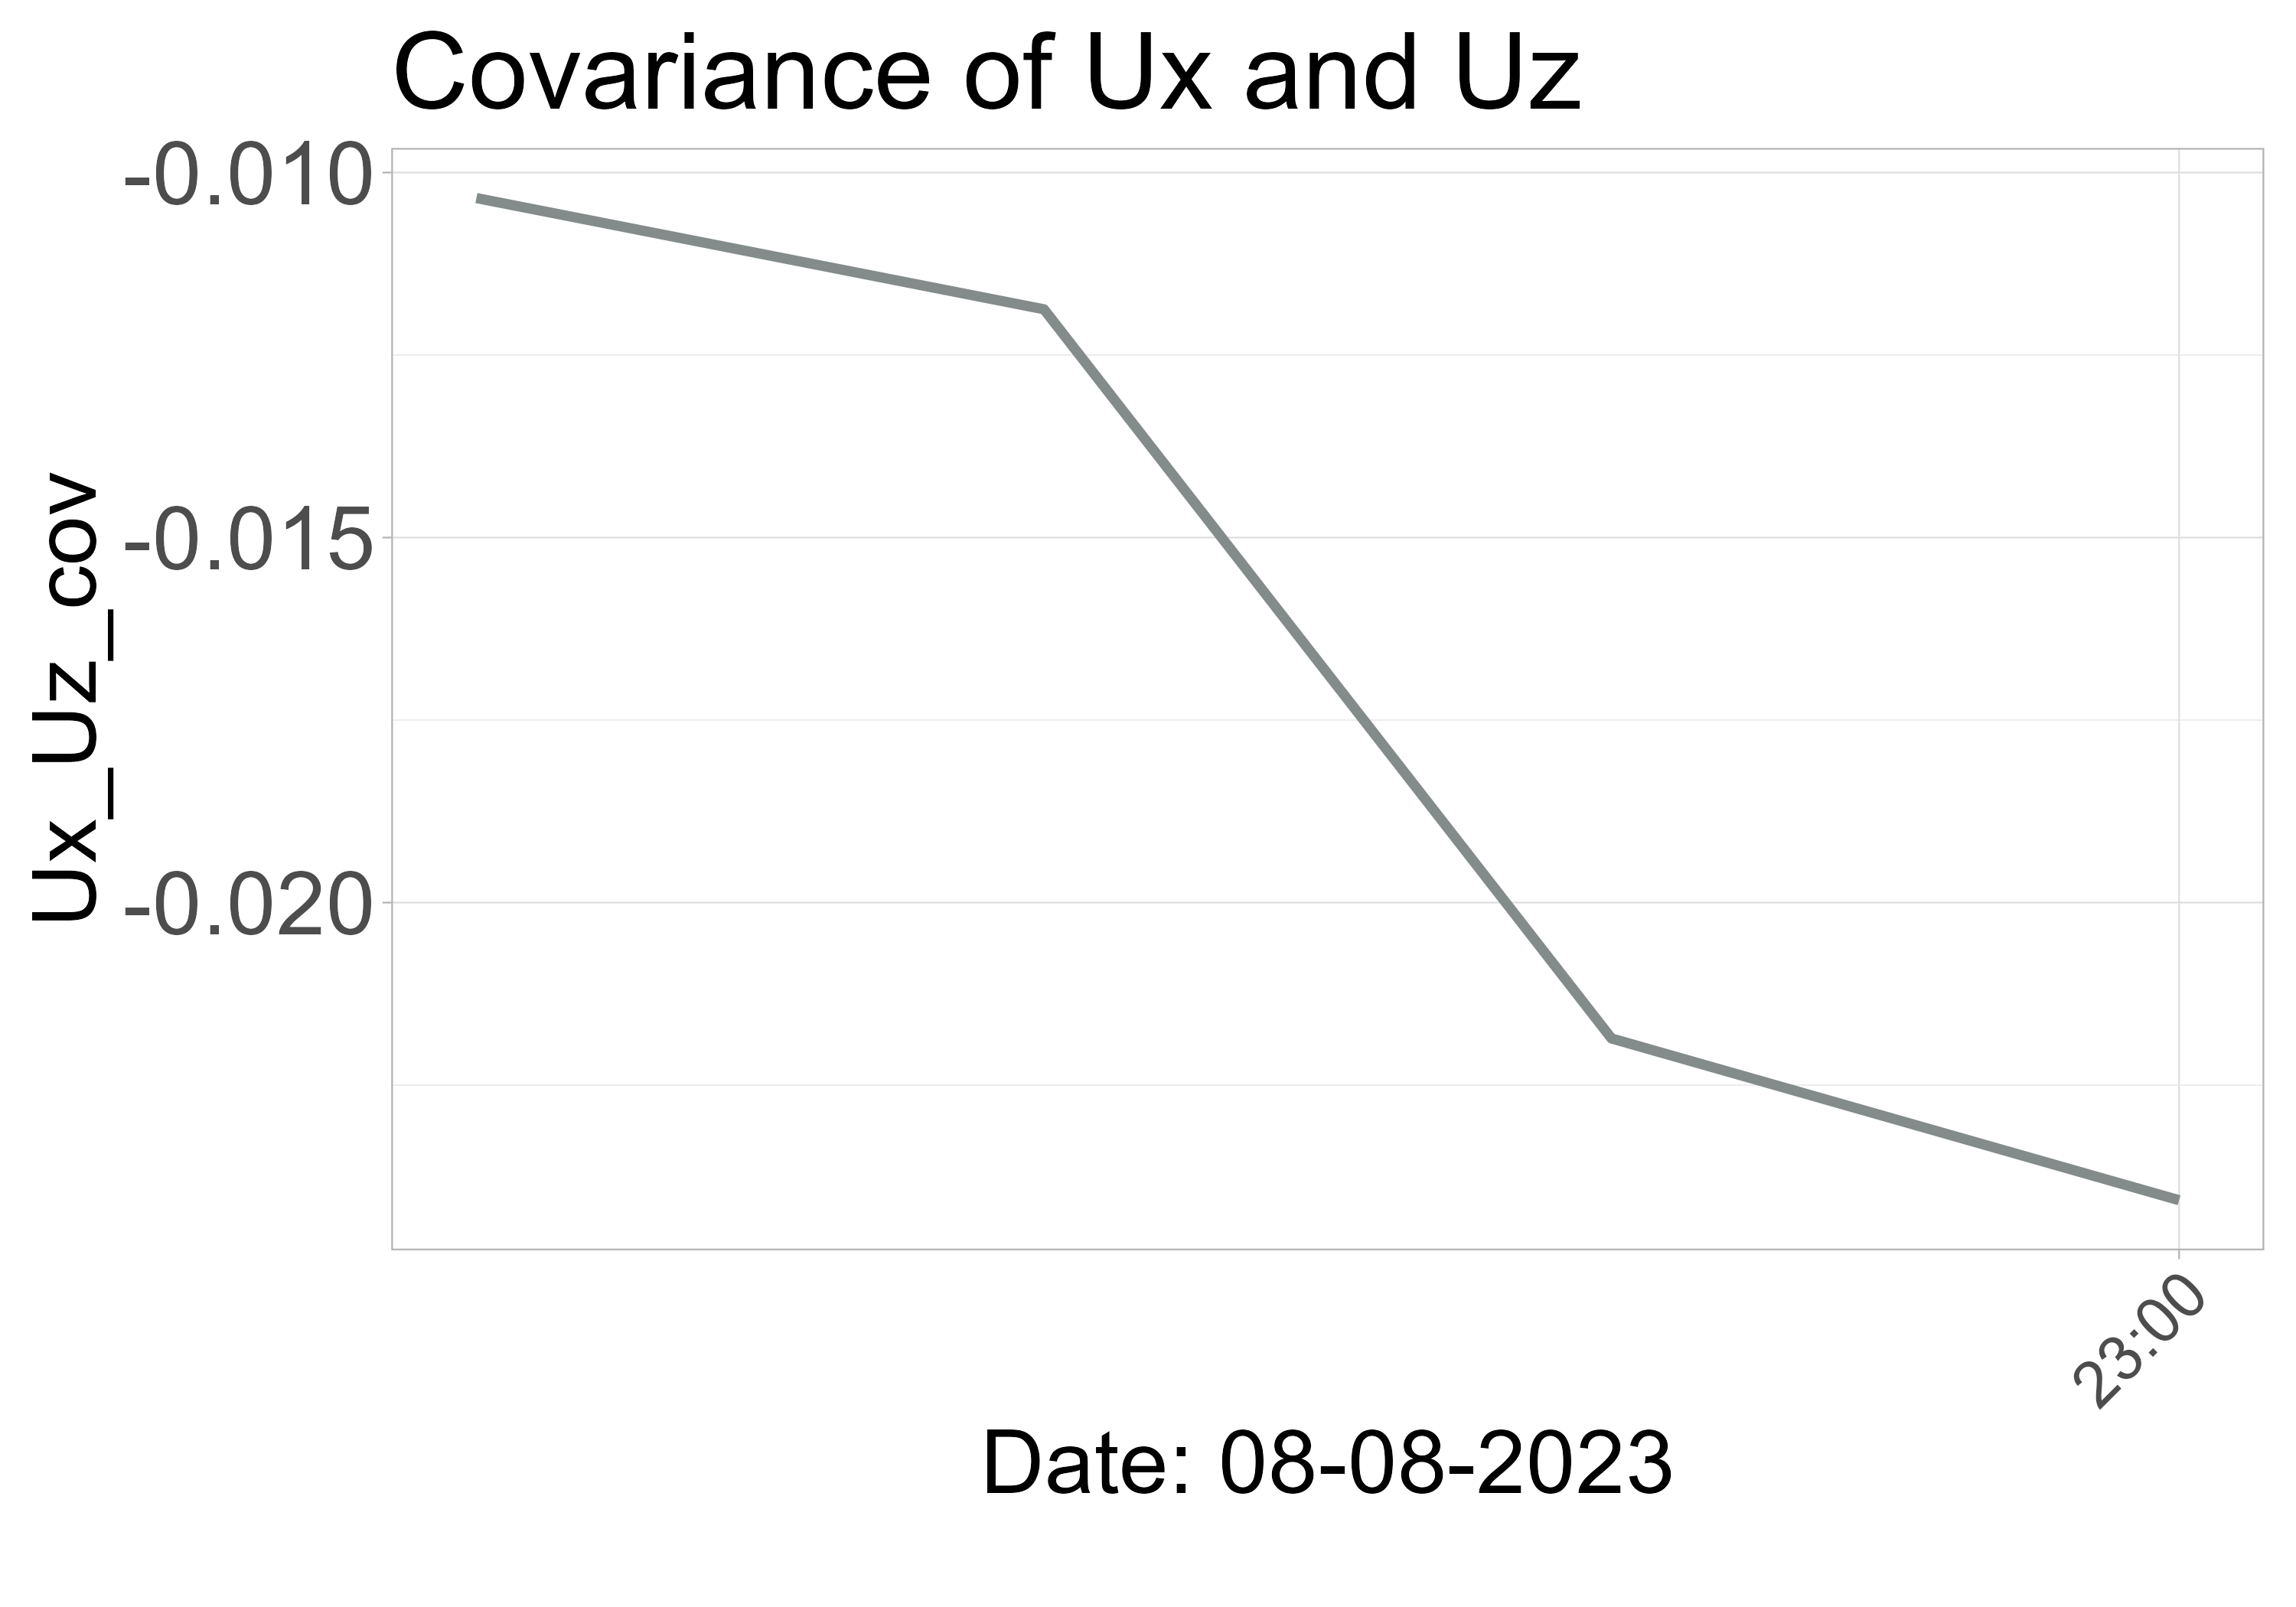 Covariance of Ux and Uz
Ux_Uz_cov
-0.010
-0.015
-0.020
23:00
Date: 08-08-2023